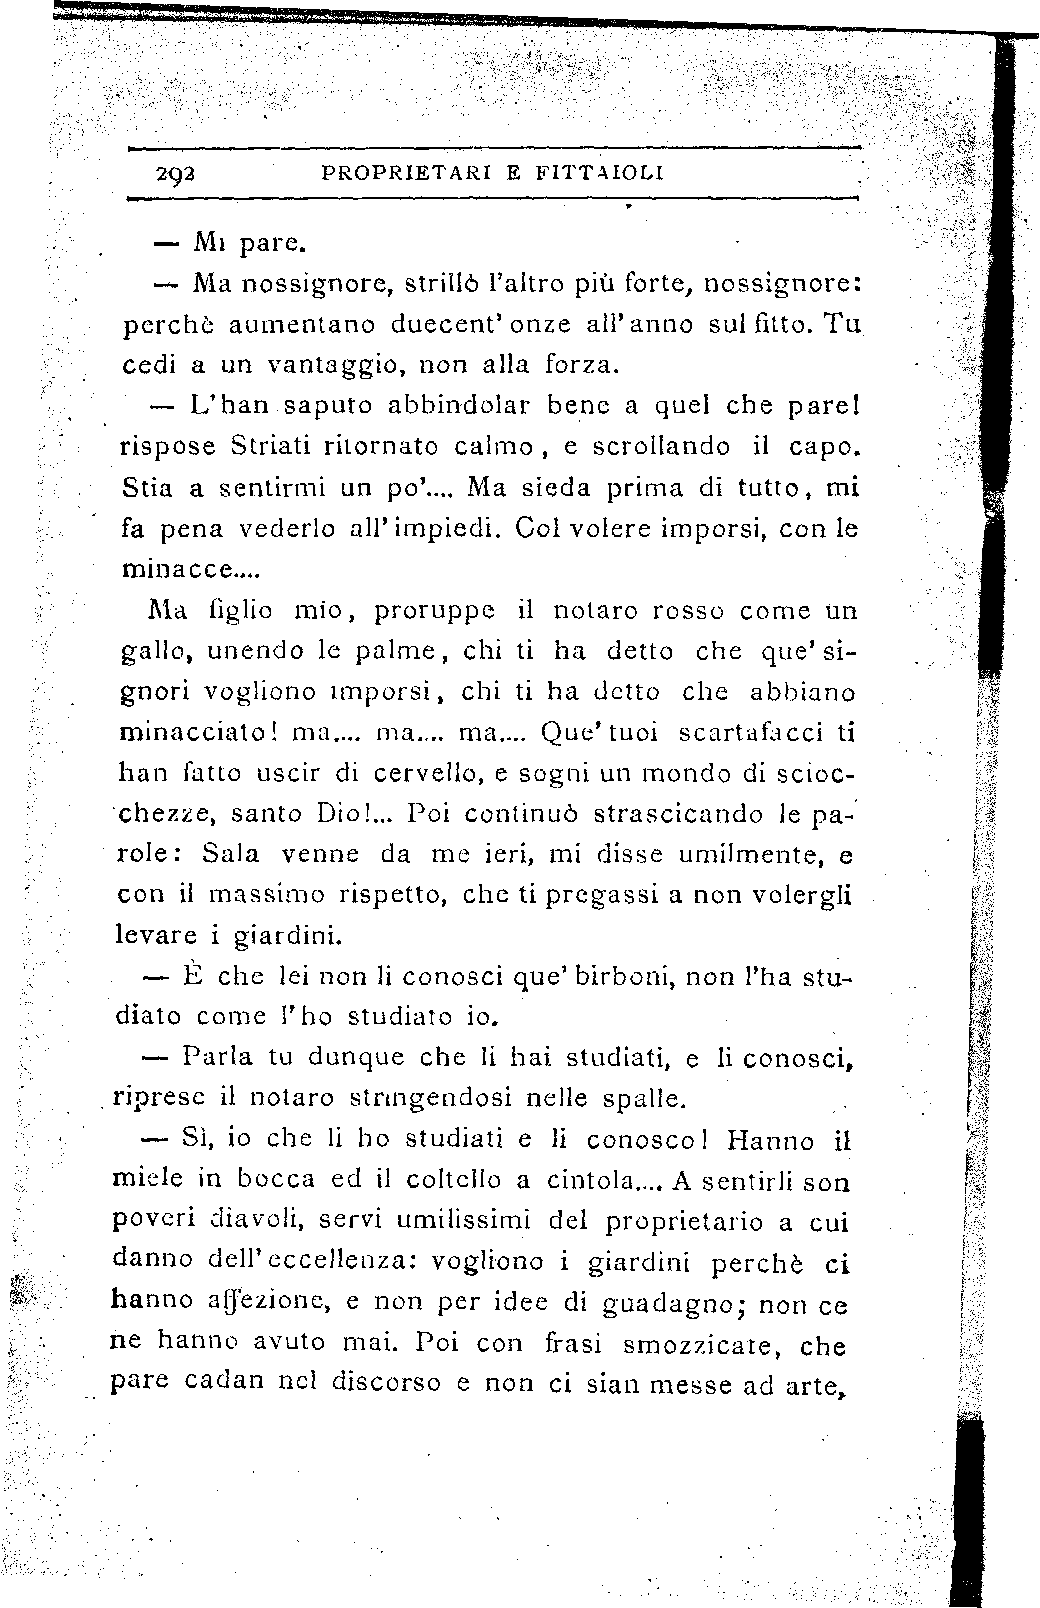 292 PROPRIETARI E FITTAIOLI
— Mi pare.
— Ma nossignore, strillò l'altro più forte, nossignore:
perchè aumentano duecent' onze all' anno sul fitto. Tu
cedi a un vantaggio, non alla forza.
— L'han saputo abbindolar bene a quel che pare!
rispose Striati ritornato calmo, e scrollando il capo.
Stia a sentirmi un po'.... Ma sieda prima di tutto, mi
fa pena vederlo all' impiedi. Col volere imporsi, con le
minacce....
Ma figlio mio, proruppe il notaro rosso come un
gallo, unendo le palme, chi ti ha detto che que' si-
gnori vogliono imporsi, chi ti ha detto che abbiano
minacciato! ma.... ma.... ma.... Que' tuoi scartafacci ti
han fatto uscir di cervello, e sogni un mondo di scioc-
chezze, santo Dio!... Poi continuò strascicando le pa-
role: Sala venne da me ieri, mi disse umilmente, e
con il massimo rispetto, che ti pregassi a non volergli
levare i giardini.
— È che lei non li conosci que' birboni, non l'ha stu-
diato come l'ho studiato io.
— Parla tu dunque che li hai studiati, e li conosci,
riprese il notaro stringendosi nelle spalle.
— Sì, io che li ho studiati e li conosco! Hanno il
miele in bocca ed il coltello a cintola.... A sentirli son
poveri diavoli, servi umilissimi del proprietario a cui
danno dell' eccellenza: vogliono i giardini perchè ci
hanno affezione, e non per idee di guadagno; non ce
ne hanno avuto mai. Poi con frasi smozzicate, che
pare cadan nel discorso e non ci sian messe ad arte,